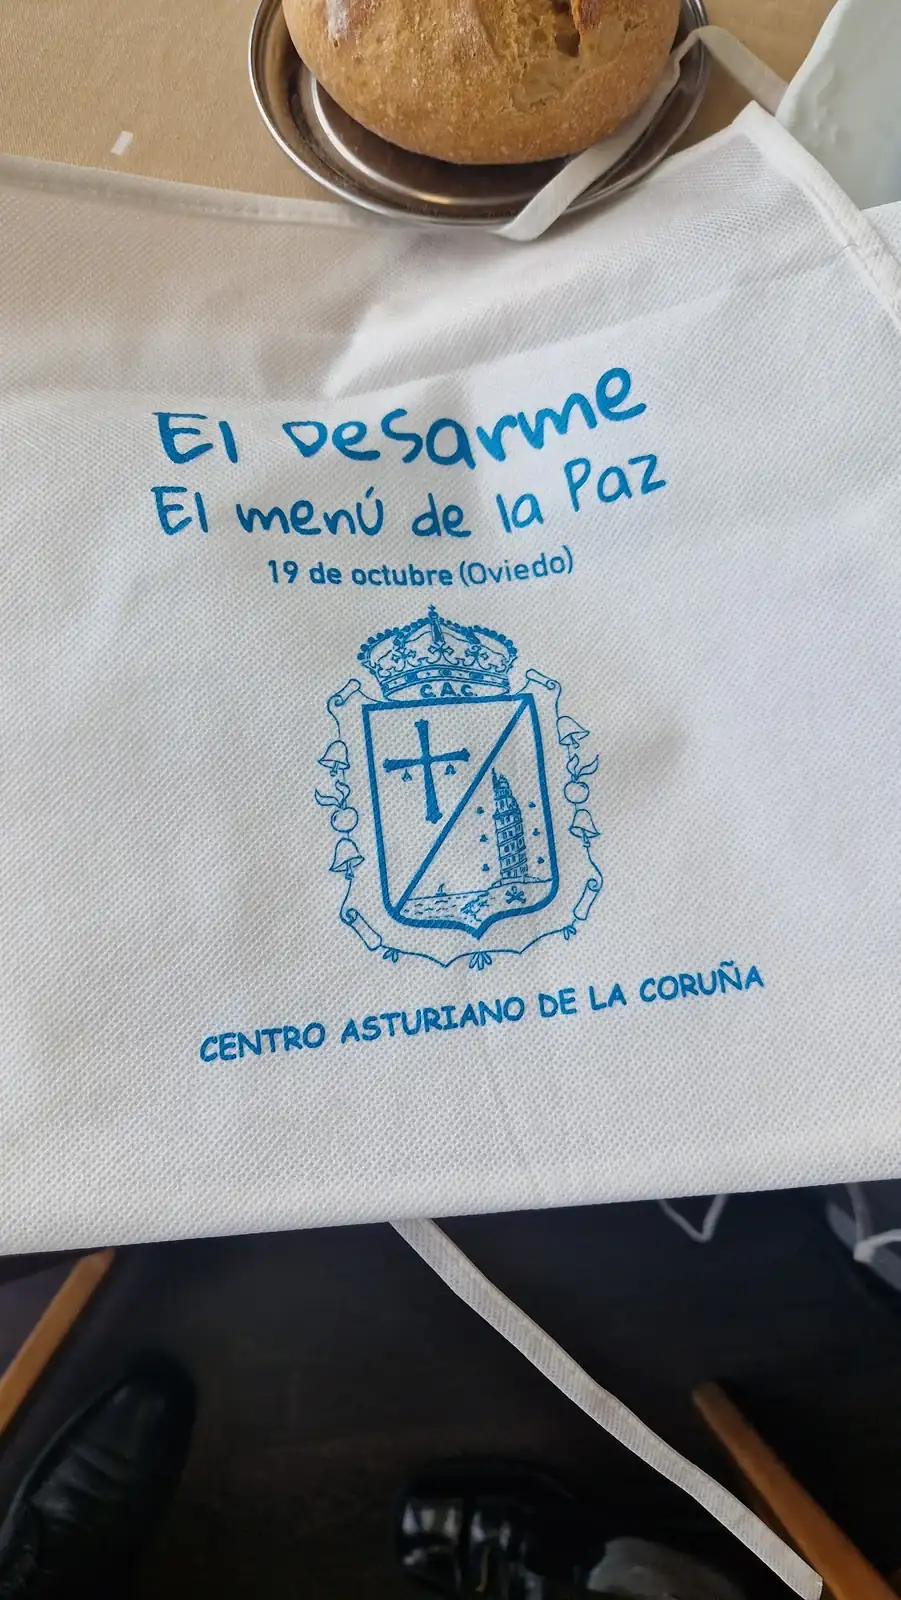 El Desarme
El menú de la Paz
19 de octubre (Oviedo)
C.A.C.
A A
CENTRO ASTURIANO DE LA CORUÑA